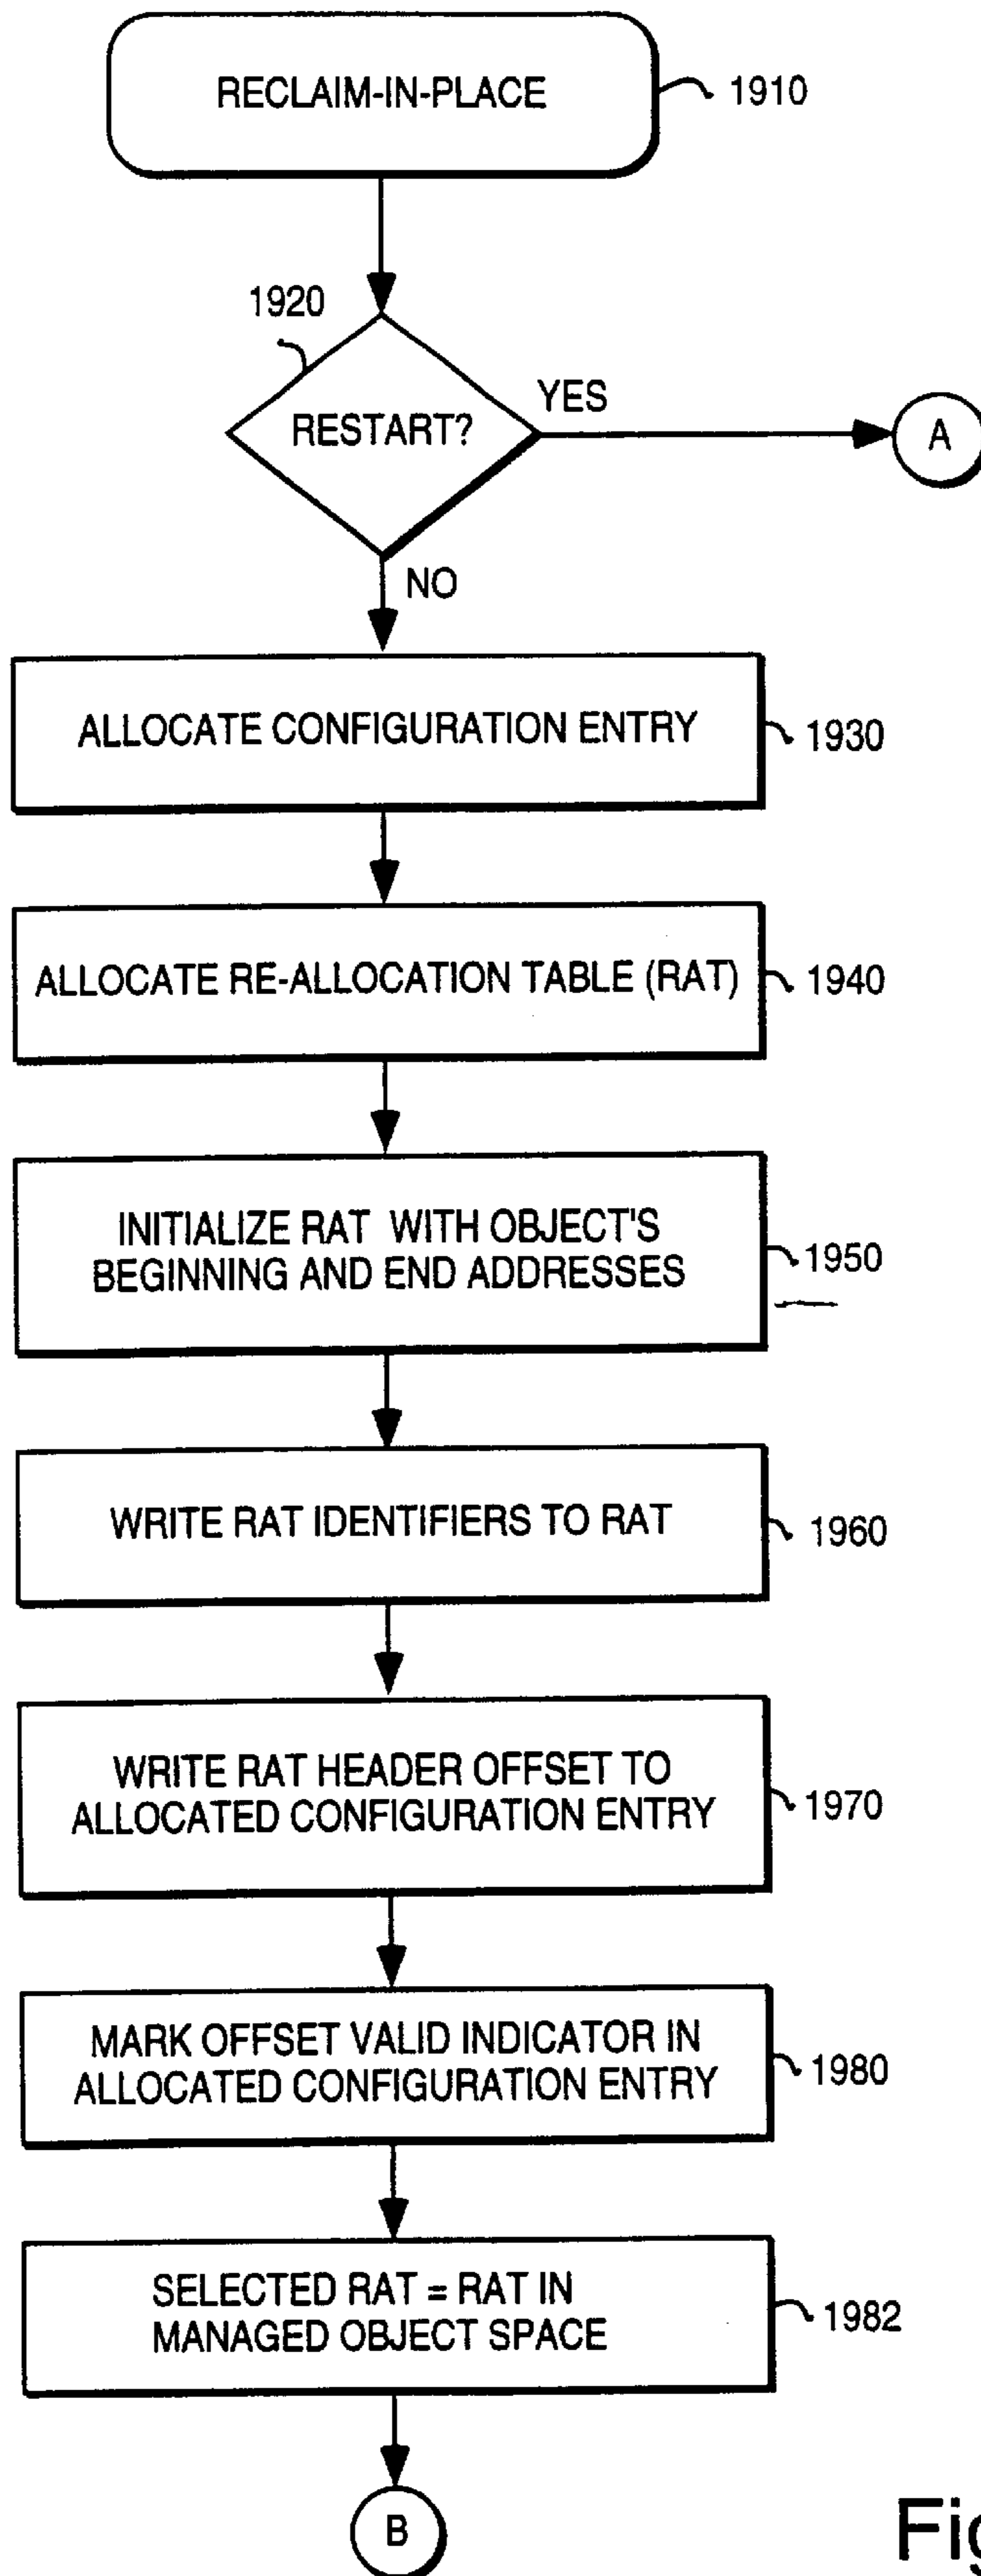 RECLAIM-IN-PLACE
1910
1920
RESTART?
YES
A
NO
ALLOCATE CONFIGURATION ENTRY
1930
ALLOCATE RE-ALLOCATION TABLE (RAT)
1940
INITIALIZE RAT WITH OBJECT'S
BEGINNING AND END ADDRESSES
1950
WRITE RAT IDENTIFIERS TO RAT
1960
WRITE RAT HEADER OFFSET TO
ALLOCATED CONFIGURATION ENTRY
1970
MARK OFFSET VALID INDICATOR IN
ALLOCATED CONFIGURATION ENTRY
1980
SELECTED RAT = RAT IN
MANAGED OBJECT SPACE
1982
B